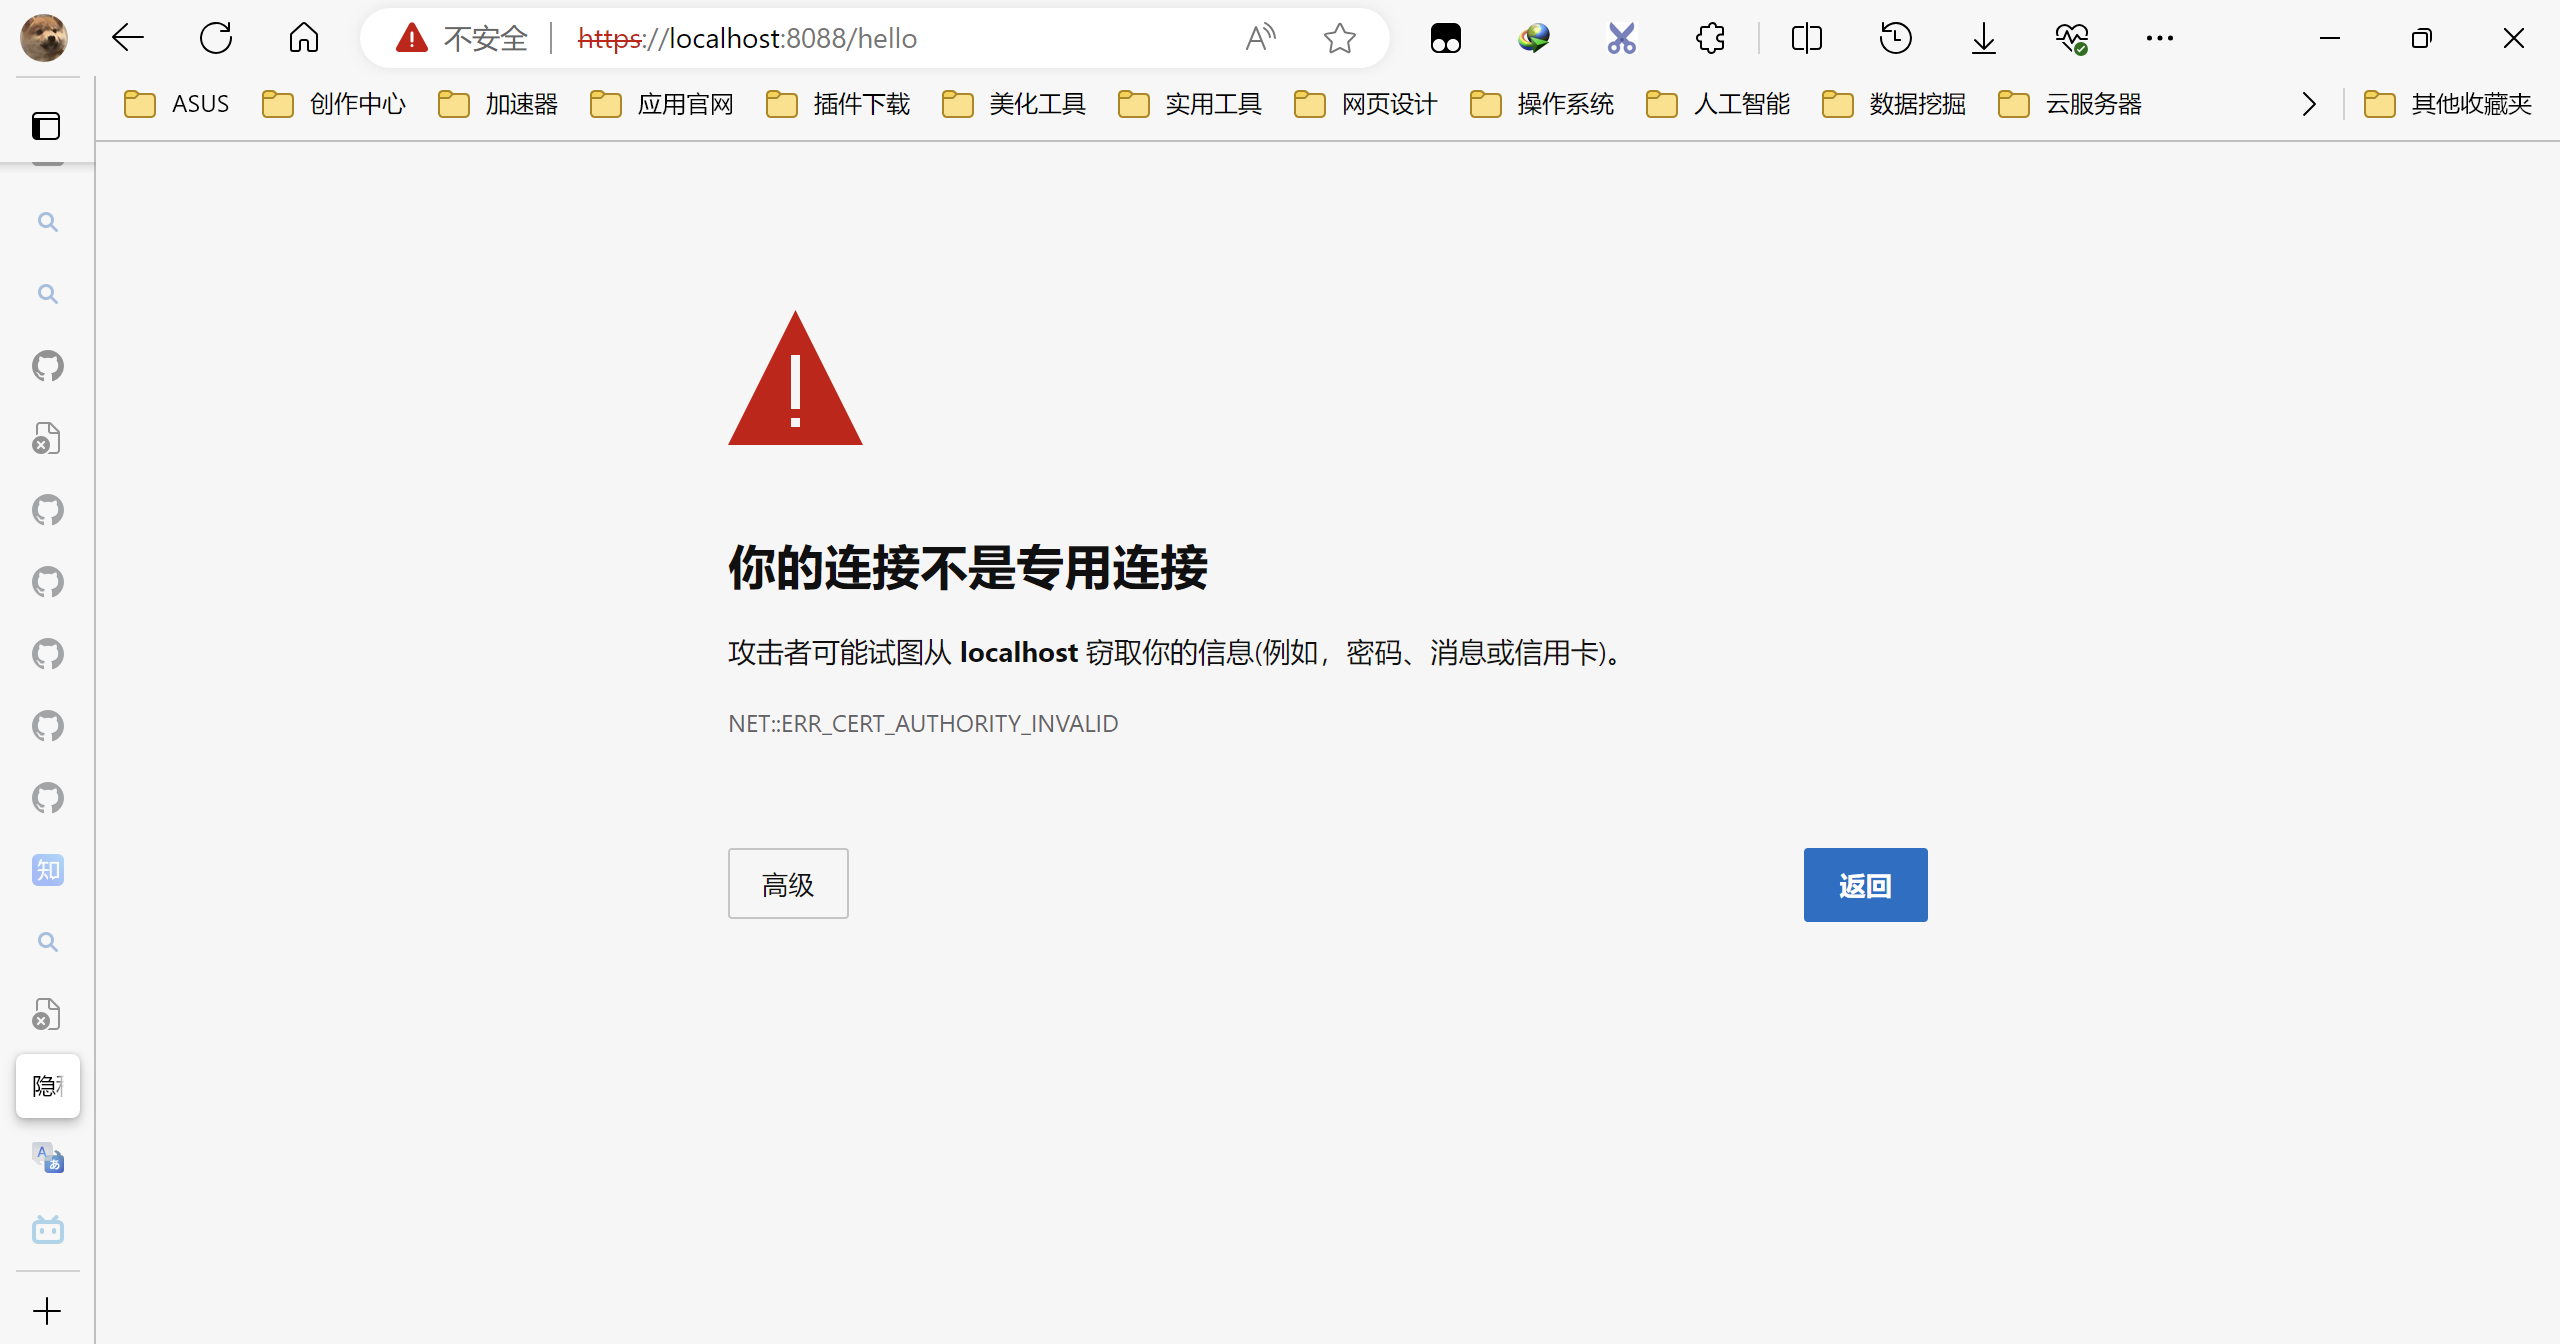 不安全 https://localhost:8088/hello
ASUS 创作中心 加速器 应用官网 插件下载 美化工具 实用工具 网页设计 操作系统 人工智能 数据挖掘 云服务器 其他收藏夹
你的连接不是专用连接
攻击者可能试图从 localhost 窃取你的信息(例如，密码、消息或信用卡)。
NET::ERR_CERT_AUTHORITY_INVALID
高级
返回
知
隐